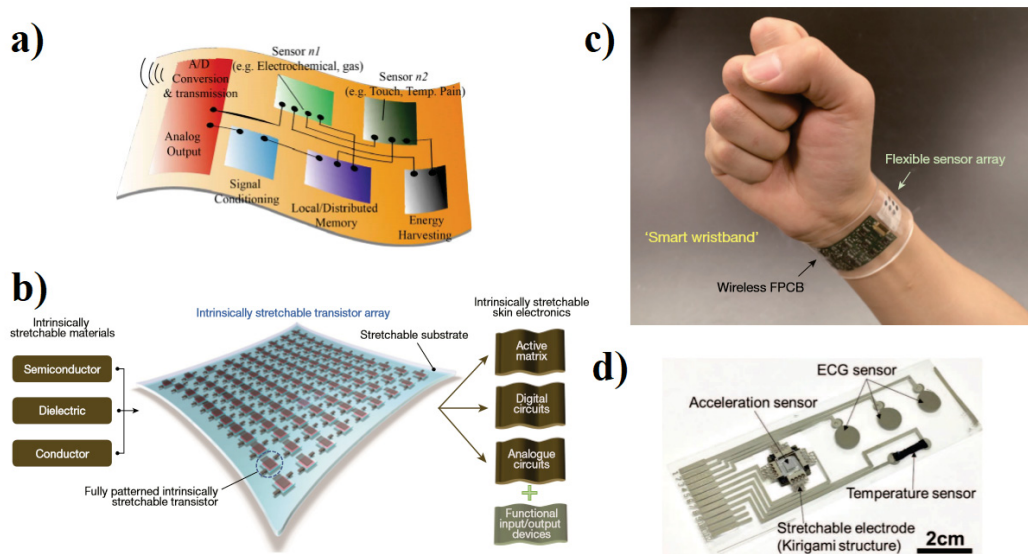 a)
A/D
Conversion
& transmission
Analog
Output
Sensor n1
(e.g. Electrochemical, gas)
Sensor n2
(e.g. Touch, Temp. Pain)
Signal
Conditioning
Local/Distributed
Memory
Energy
Harvesting
b)
Intrinsically
stretchable materials
Semiconductor
Dielectric
Conductor
Intrinsically stretchable transistor array
Stretchable substrate
Fully patterned intrinsically
stretchable transistor
Intrinsically stretchable
skin electronics
Active
matrix
Digital
circuits
Analogue
circuits
+
Functional
input/output
devices
c)
Flexible sensor array
'Smart wristband'
Wireless FPCB
d)
ECG sensor
Acceleration sensor
Temperature sensor
Stretchable electrode
(Kirigami structure)
2cm